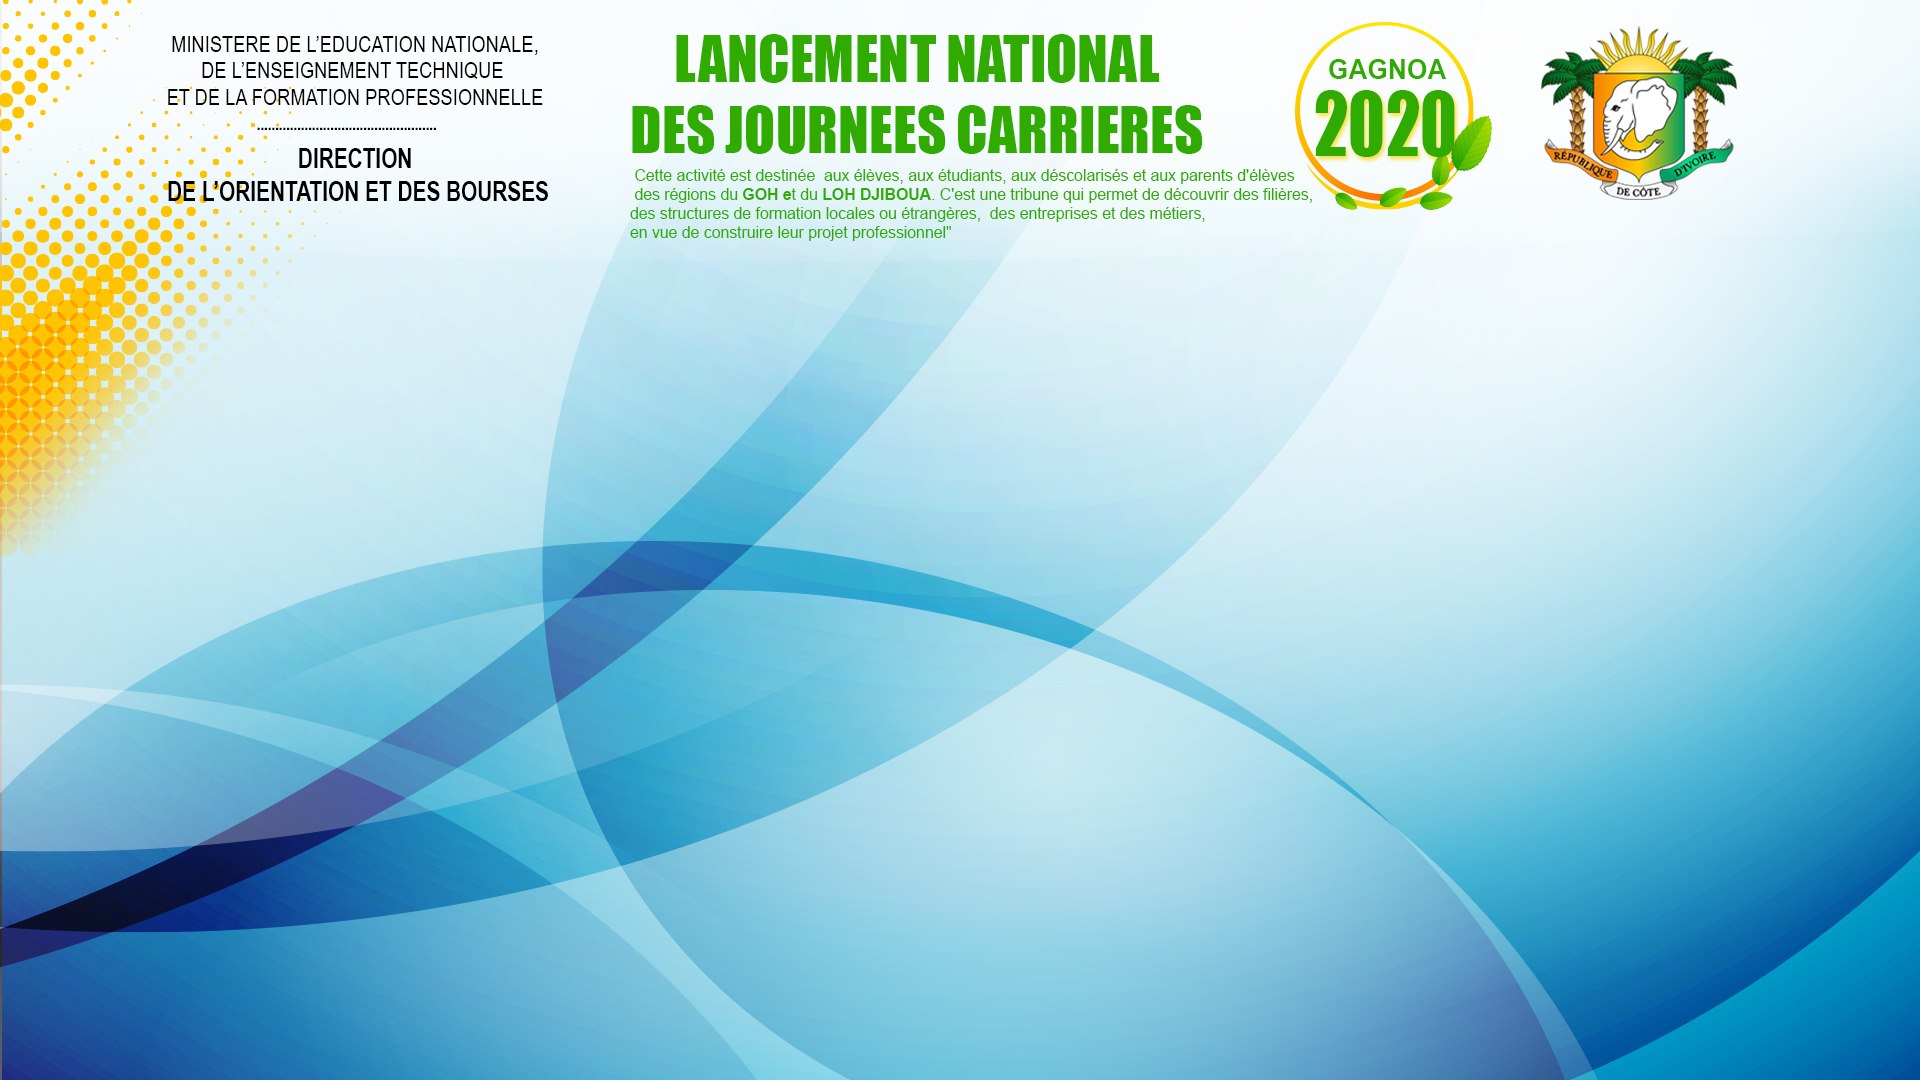 MINISTERE DE L'EDUCATION NATIONALE,
DE L'ENSEIGNEMENT TECHNIQUE
ET DE LA FORMATION PROFESSIONNELLE
DIRECTION
DE L'ORIENTATION ET DES BOURSES
LANCEMENT NATIONAL
DES JOURNEES CARRIERES
Cette activité est destinée aux élèves, aux étudiants, aux déscolarisés et aux parents d'élèves
des régions du GOH et du LOH DJIBOUA. C'est une tribune qui permet de découvrir des filières,
des structures de formation locales ou étrangères, des entreprises et des métiers,
en vue de construire leur projet professionnel"
GAGNOA
2020
RÉPUBLIQUE
DE CÔTE
D'IVOIRE